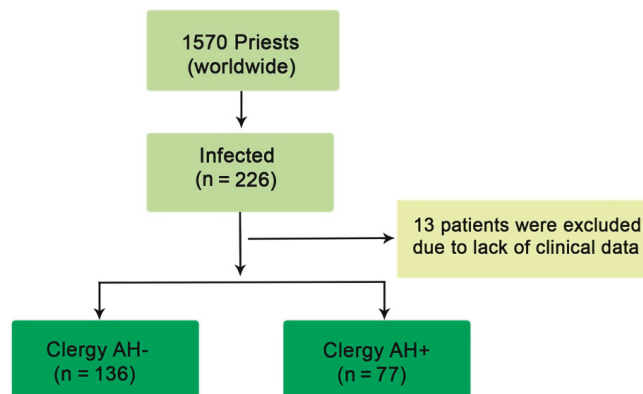 1570 Priests
(worldwide)
Infected
(n = 226)
13 patients were excluded
due to lack of clinical data
Clergy AH-
(n = 136)
Clergy AH+
(n = 77)